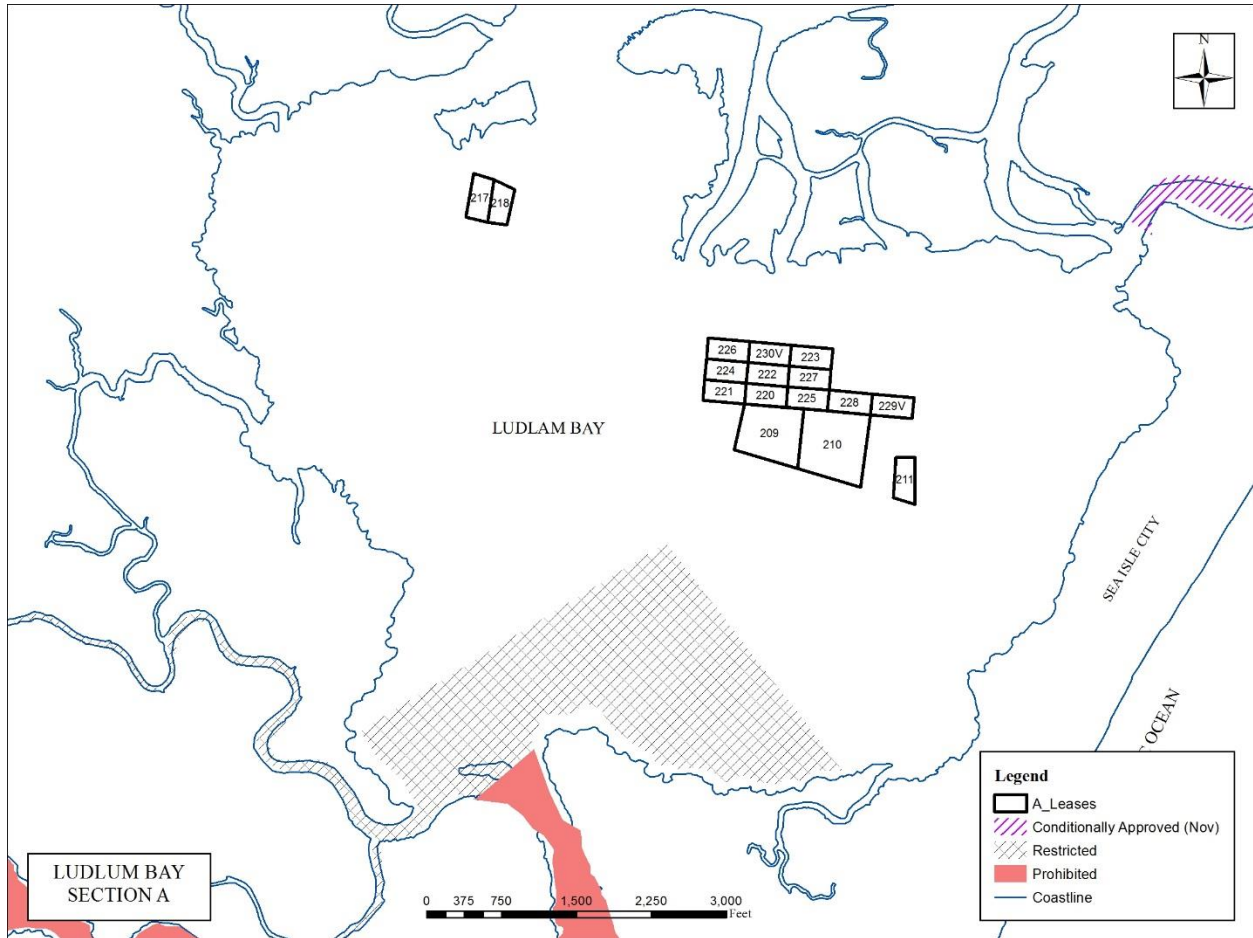 N
217
218
226
230V
223
224
222
227
221
220
225
228
229V
209
210
211
LUDLAM BAY
SEA ISLE CITY
OCEAN
Legend
A_Leases
Conditionally Approved (Nov)
Restricted
Prohibited
Coastline
LUDLUM BAY
SECTION A
0 375 750 1,500 2,250 3,000
Feet